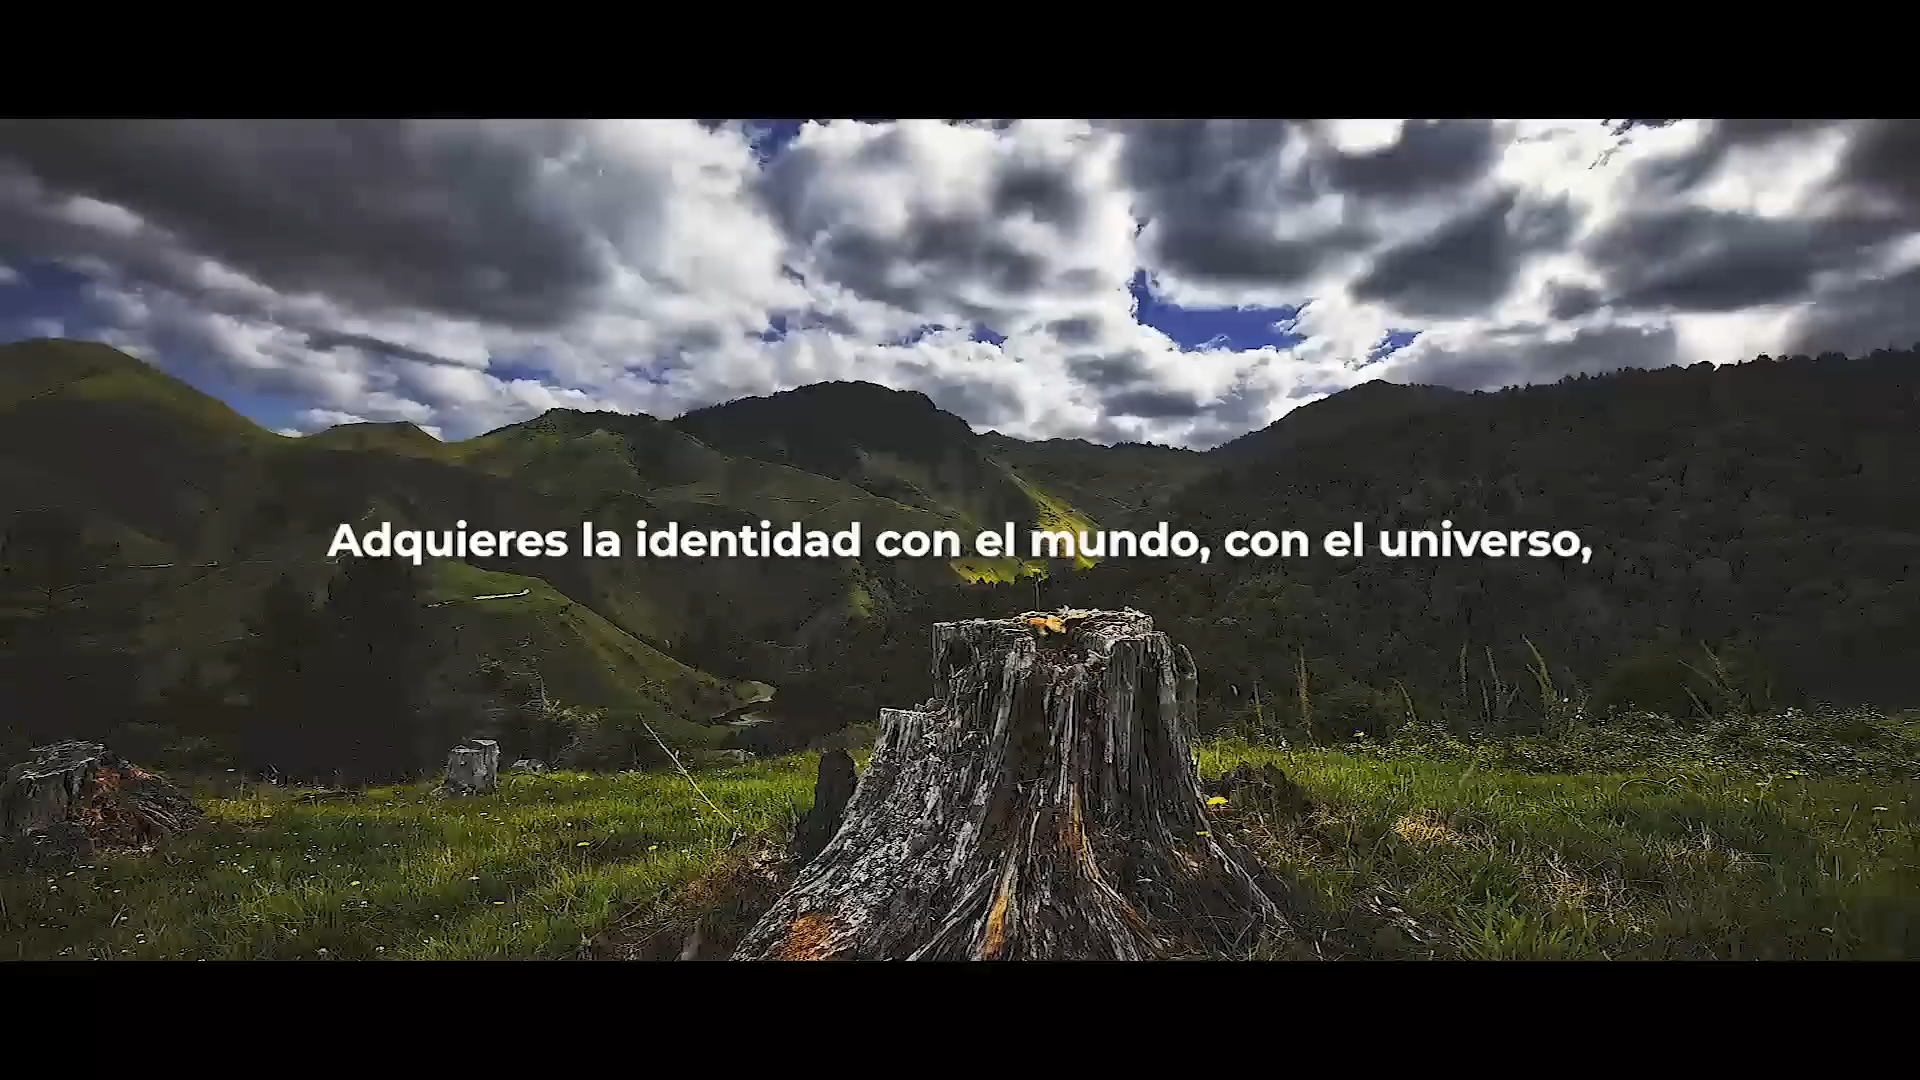 Adquieres la identidad con el mundo, con el universo,